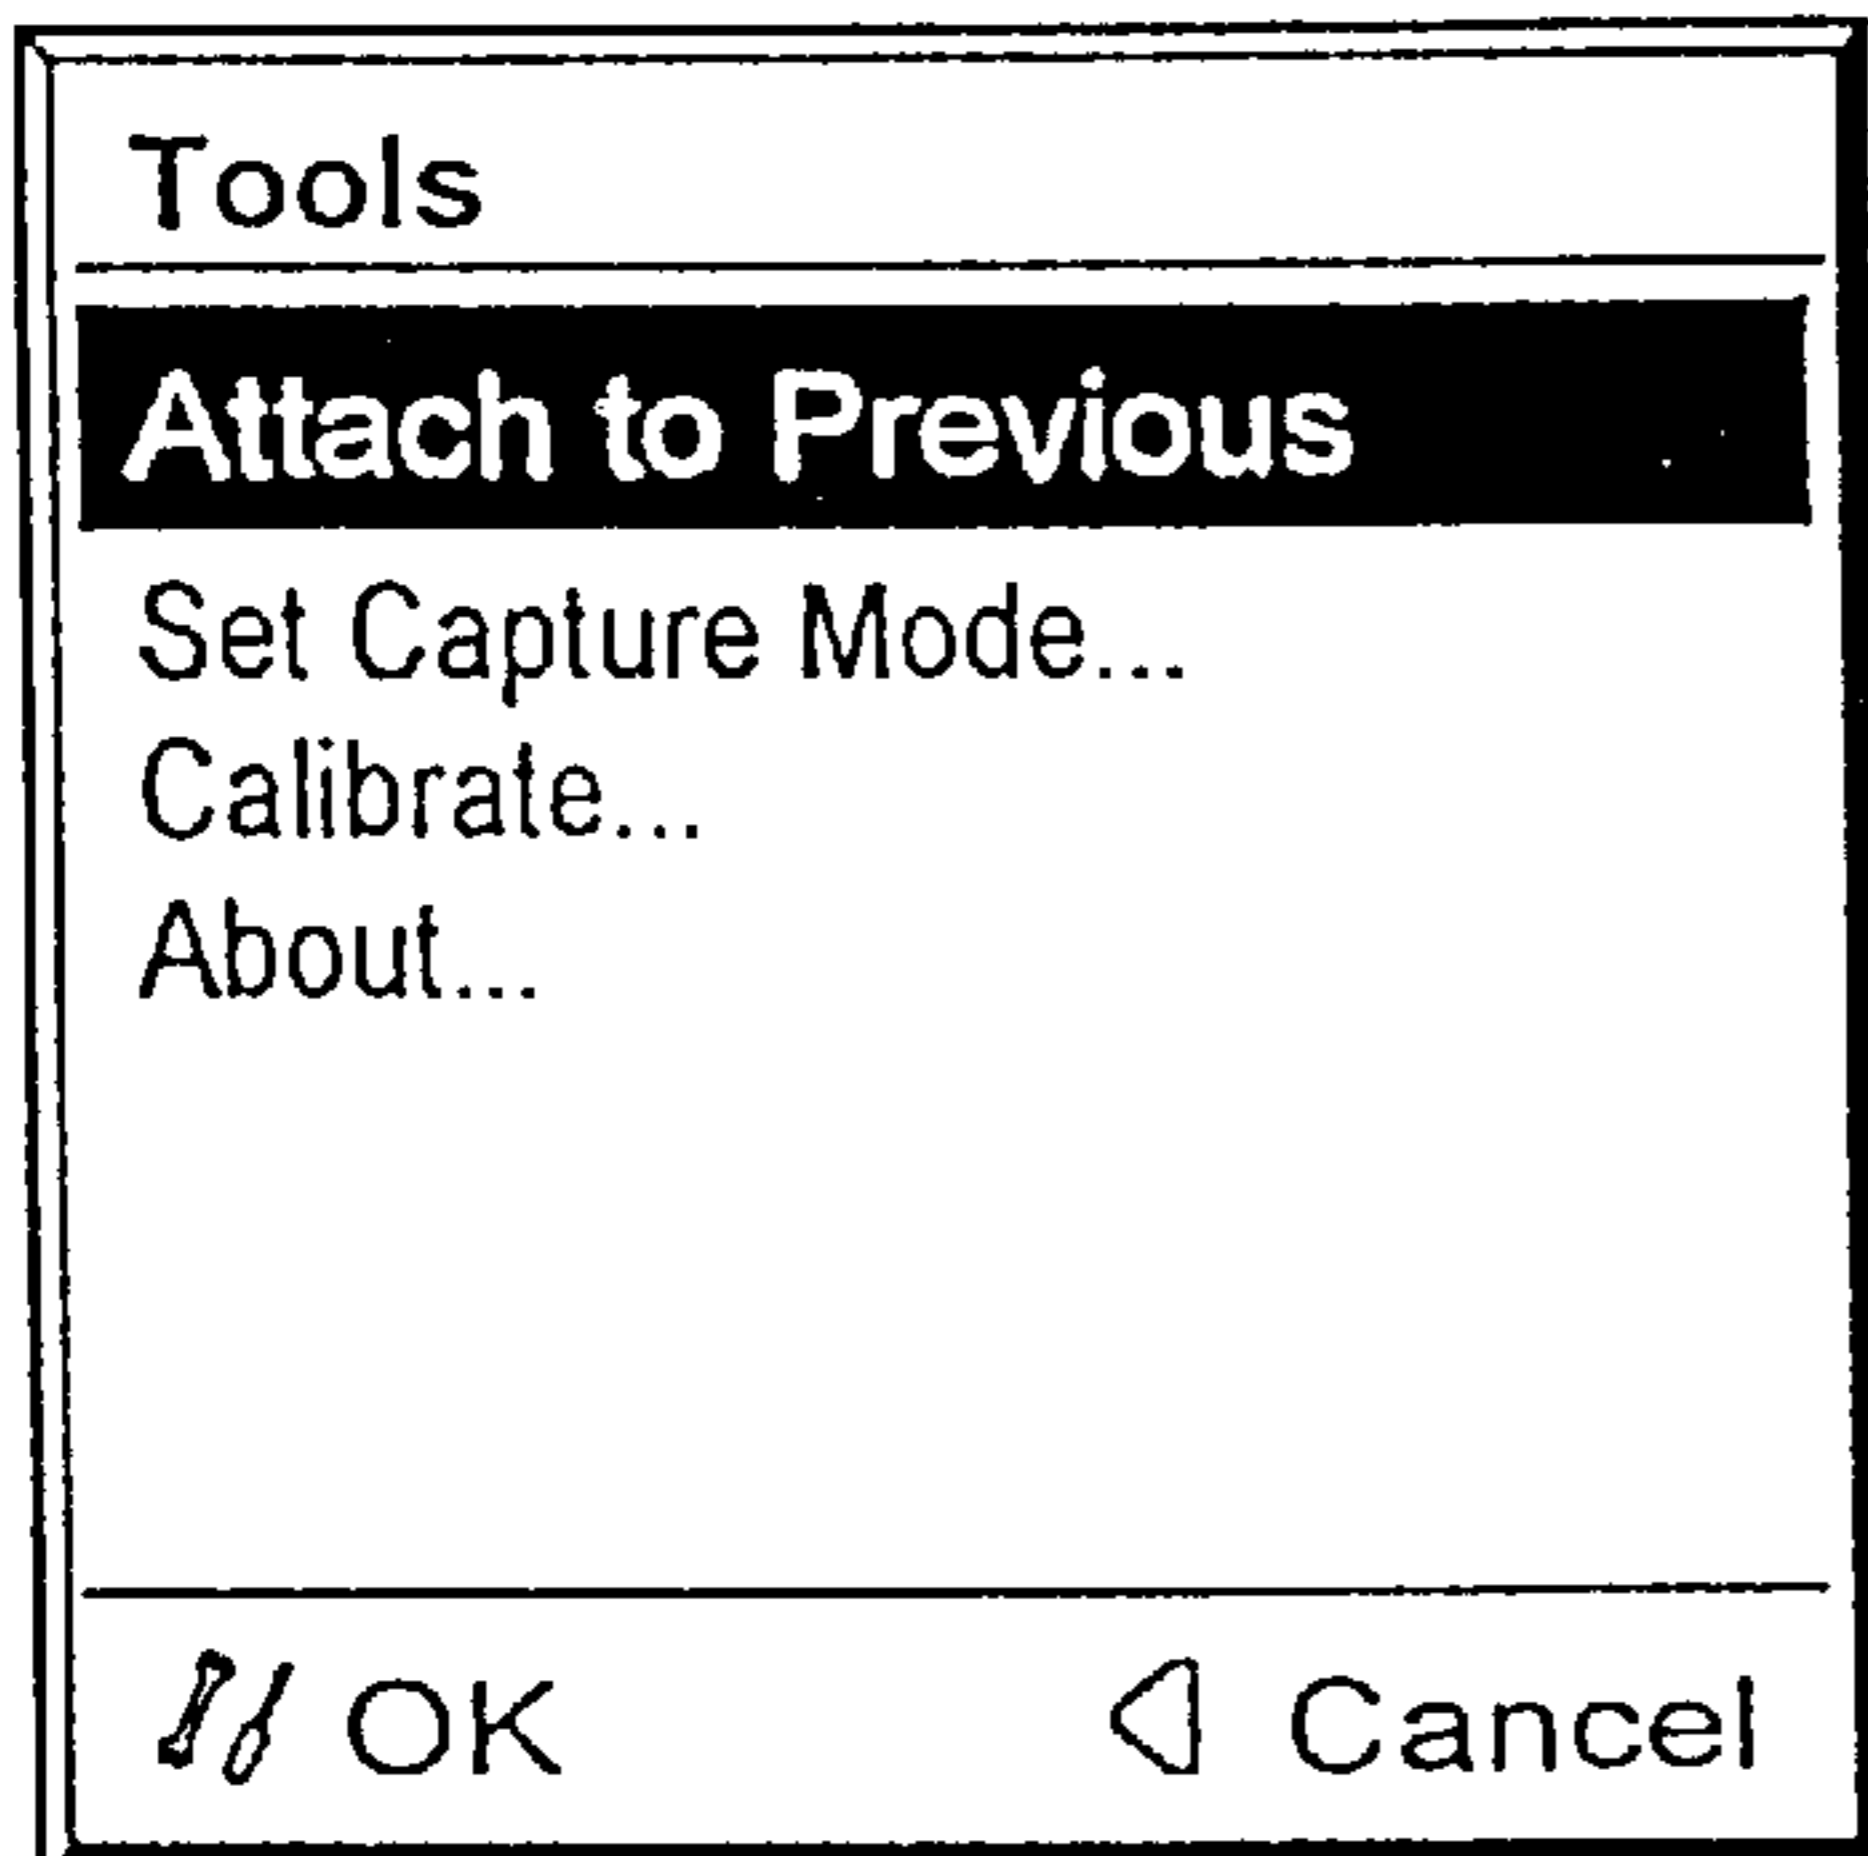 Tools
Attach to Previous
Set Capture Mode...
Calibrate...
About...
OK Cancel